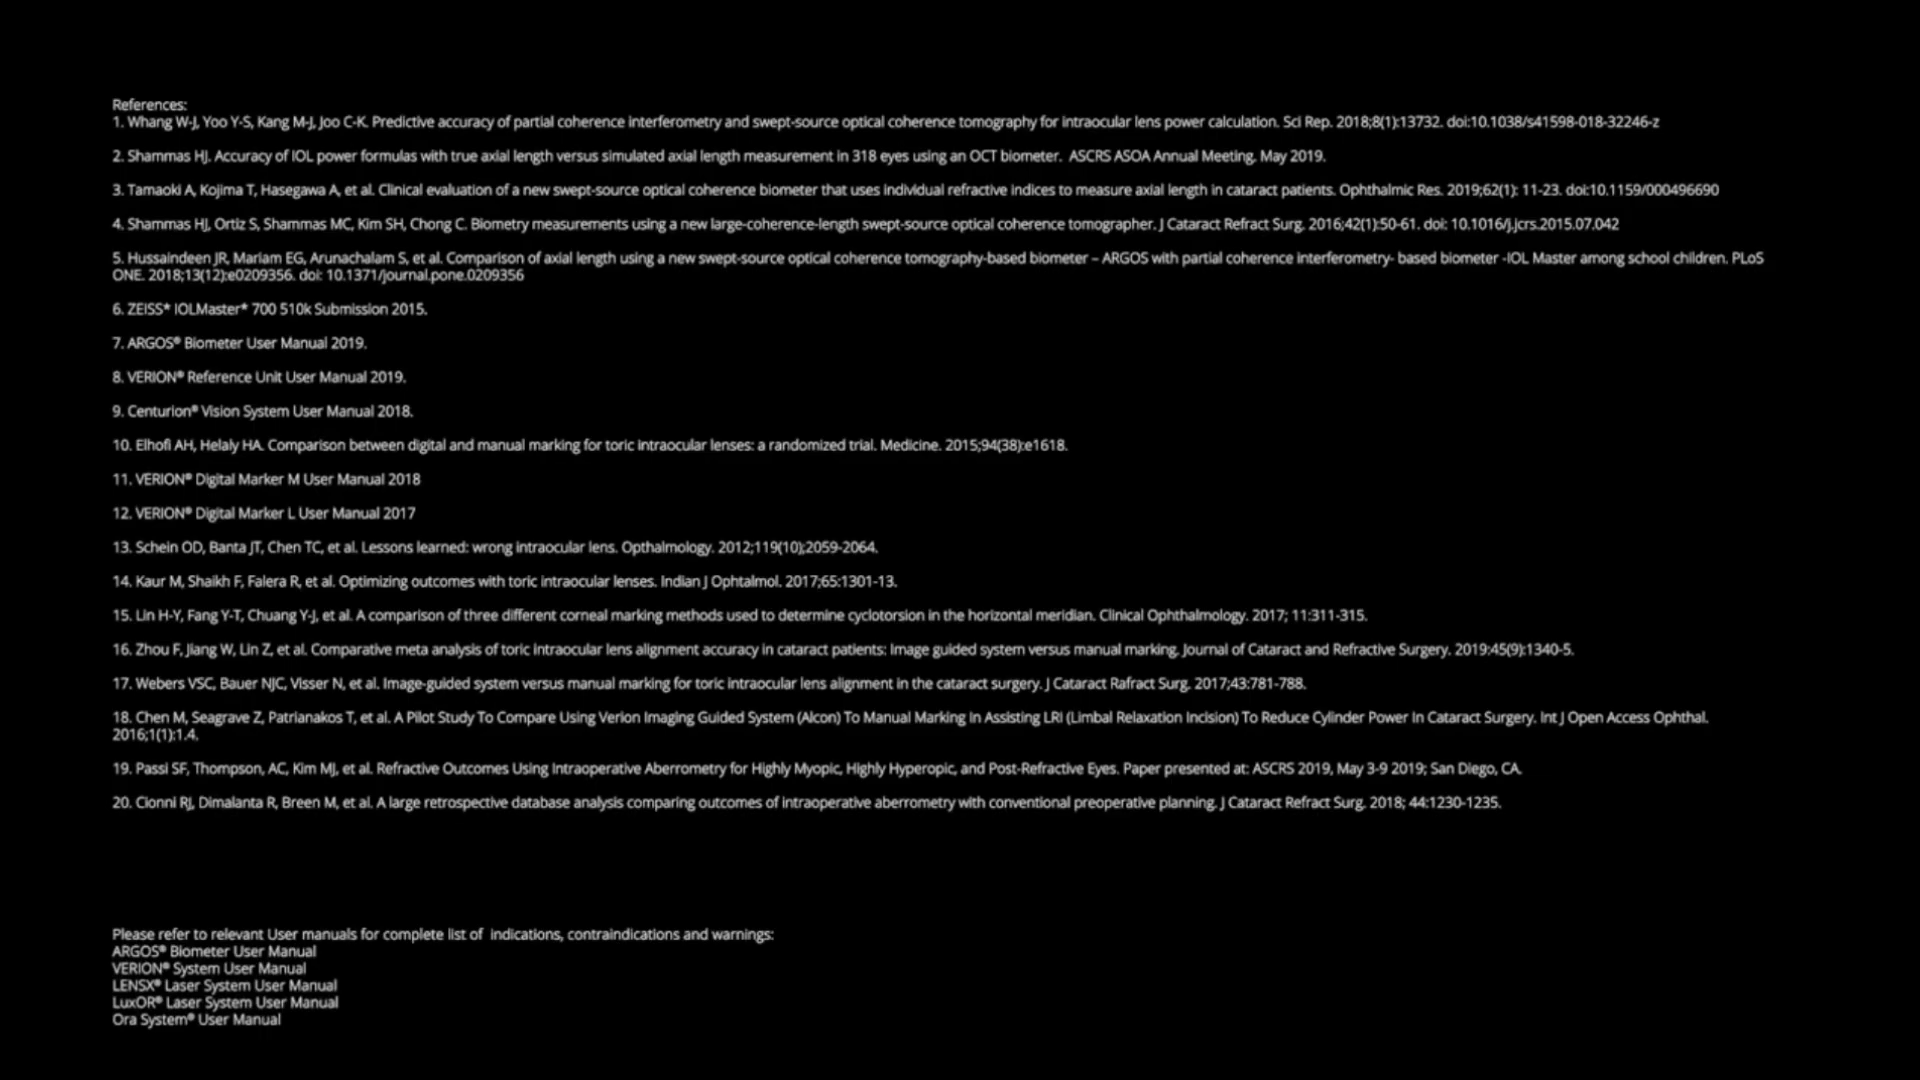 References:
1. Whang W-J, Yoo Y-S, Kang M-J, Joo C-K. Predictive accuracy of partial coherence interferometry and swept-source optical coherence tomography for intraocular lens power calculation. Sci Rep. 2018;8(1):13732. doi:10.1038/s41598-018-32246-z
2. Shammas HJ. Accuracy of IOL power formulas with true axial length versus simulated axial length measurement in 318 eyes using an OCT biometer. ASCRS ASOA Annual Meeting. May 2019.
3. Tamaoki A, Kojima T, Hasegawa A, et al. Clinical evaluation of a new swept-source optical coherence biometer that uses individual refractive indices to measure axial length in cataract patients. Ophthalmic Res. 2019;62(1): 11-23. doi:10.1159/000496690
4. Shammas HJ, Ortiz S, Shammas MC, Kim SH, Chong C. Biometry measurements using a new large-coherence-length swept-source optical coherence tomographer. J Cataract Refract Surg. 2016;42(1):50-61. doi: 10.1016/j.jcrs.2015.07.042
5. Hussaindeen JR, Mariam EG, Arunachalam S, et al. Comparison of axial length using a new swept-source optical coherence tomography-based biometer – ARGOS with partial coherence interferometry- based biometer -IOL Master among school children. PLoS
ONE. 2018;13(12):e0209356. doi: 10.1371/journal.pone.0209356
6. ZEISS* IOLMaster* 700 510k Submission 2015.
7. ARGOS® Biometer User Manual 2019.
8. VERION® Reference Unit User Manual 2019.
9. Centurion® Vision System User Manual 2018.
10. Elhofi AH, Helaly HA. Comparison between digital and manual marking for toric intraocular lenses: a randomized trial. Medicine. 2015;94(38):e1618.
11. VERION® Digital Marker M User Manual 2018
12. VERION® Digital Marker L User Manual 2017
13. Schein OD, Banta JT, Chen TC, et al. Lessons learned: wrong intraocular lens. Opthalmology. 2012;119(10);2059-2064.
14. Kaur M, Shaikh F, Falera R, et al. Optimizing outcomes with toric intraocular lenses. Indian J Ophtalmol. 2017;65:1301-13.
15. Lin H-Y, Fang Y-T, Chuang Y-J, et al. A comparison of three different corneal marking methods used to determine cyclotorsion in the horizontal meridian. Clinical Ophthalmology. 2017; 11:311-315.
16. Zhou F, Jiang W, Lin Z, et al. Comparative meta analysis of toric intraocular lens alignment accuracy in cataract patients: Image guided system versus manual marking. Journal of Cataract and Refractive Surgery. 2019:45(9):1340-5.
17. Webers VSC, Bauer NJC, Visser N, et al. Image-guided system versus manual marking for toric intraocular lens alignment in the cataract surgery. J Cataract Rafract Surg. 2017;43:781-788.
18. Chen M, Seagrave Z, Patrianakos T, et al. A Pilot Study To Compare Using Verion Imaging Guided System (Alcon) To Manual Marking In Assisting LRI (Limbal Relaxation Incision) To Reduce Cylinder Power In Cataract Surgery. Int J Open Access Ophthal.
2016;1(1):1.4.
19. Passi SF, Thompson, AC, Kim MJ, et al. Refractive Outcomes Using Intraoperative Aberrometry for Highly Myopic, Highly Hyperopic, and Post-Refractive Eyes. Paper presented at: ASCRS 2019, May 3-9 2019; San Diego, CA.
20. Cionni RJ, Dimalanta R, Breen M, et al. A large retrospective database analysis comparing outcomes of intraoperative aberrometry with conventional preoperative planning. J Cataract Refract Surg. 2018; 44:1230-1235.
Please refer to relevant User manuals for complete list of indications, contraindications and warnings:
ARGOS® Biometer User Manual
VERION® System User Manual
LENSX® Laser System User Manual
LuxOR® Laser System User Manual
Ora System® User Manual